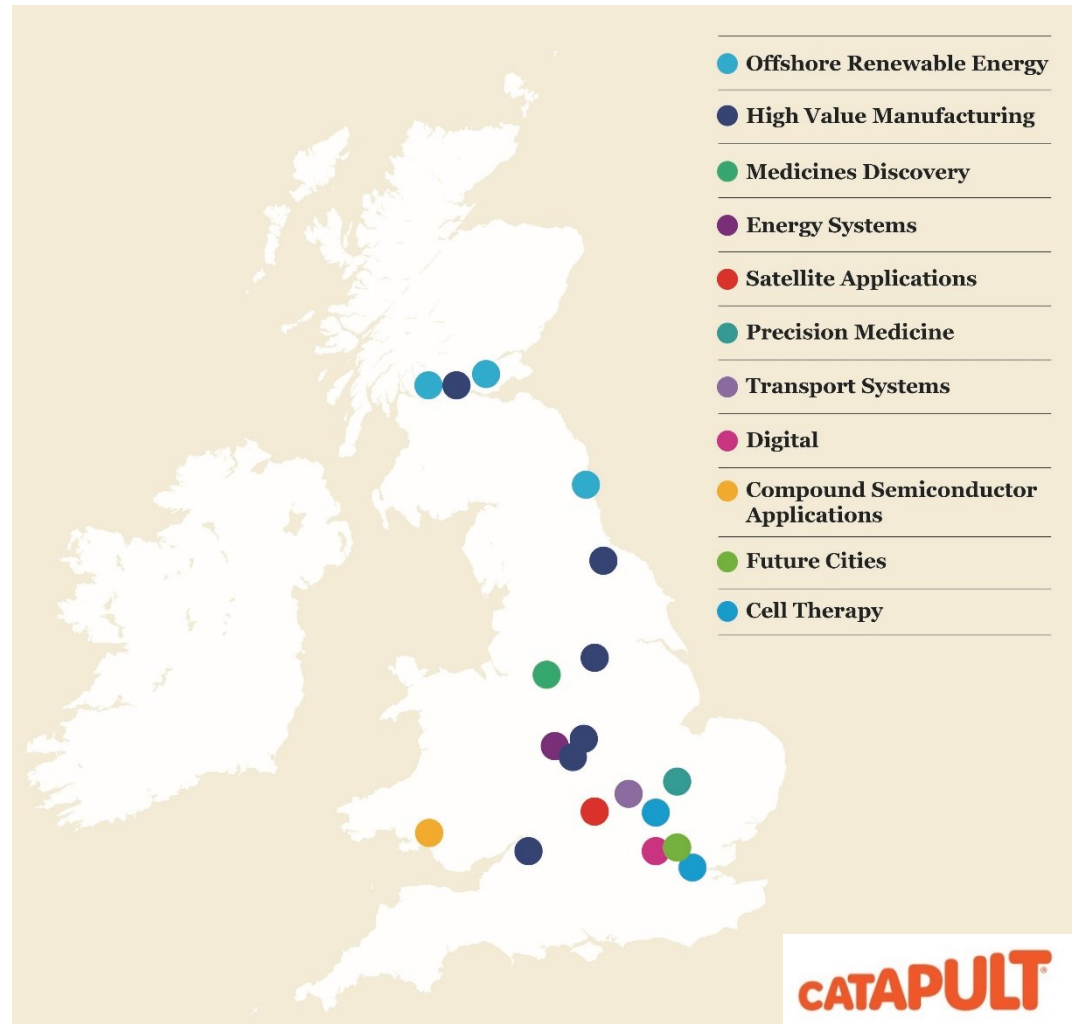 Offshore Renewable Energy
High Value Manufacturing
Medicines Discovery
Energy Systems
Satellite Applications
Precision Medicine
Transport Systems
Digital
Compound Semiconductor
Applications
Future Cities
Cell Therapy
CATAPULT